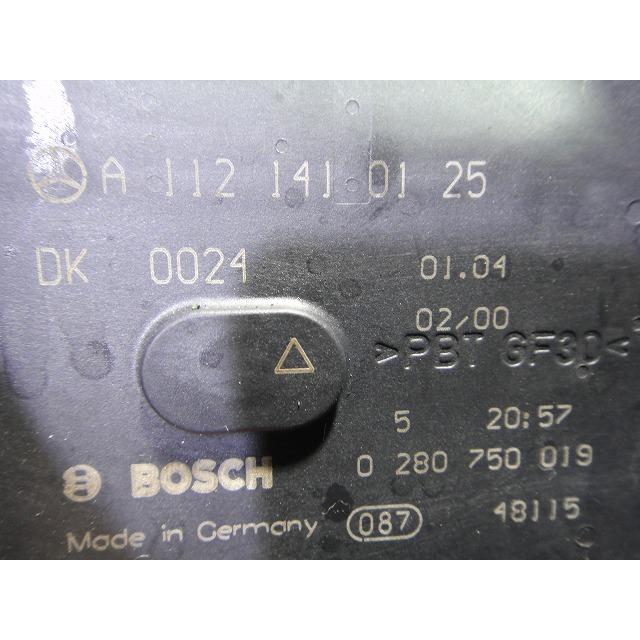 A 112 141 01 25
DK 0024 01.04
02/00
>PBT GF30<
5 20:57
BOSCH 0 280 750 019
Made in Germany 087 48115